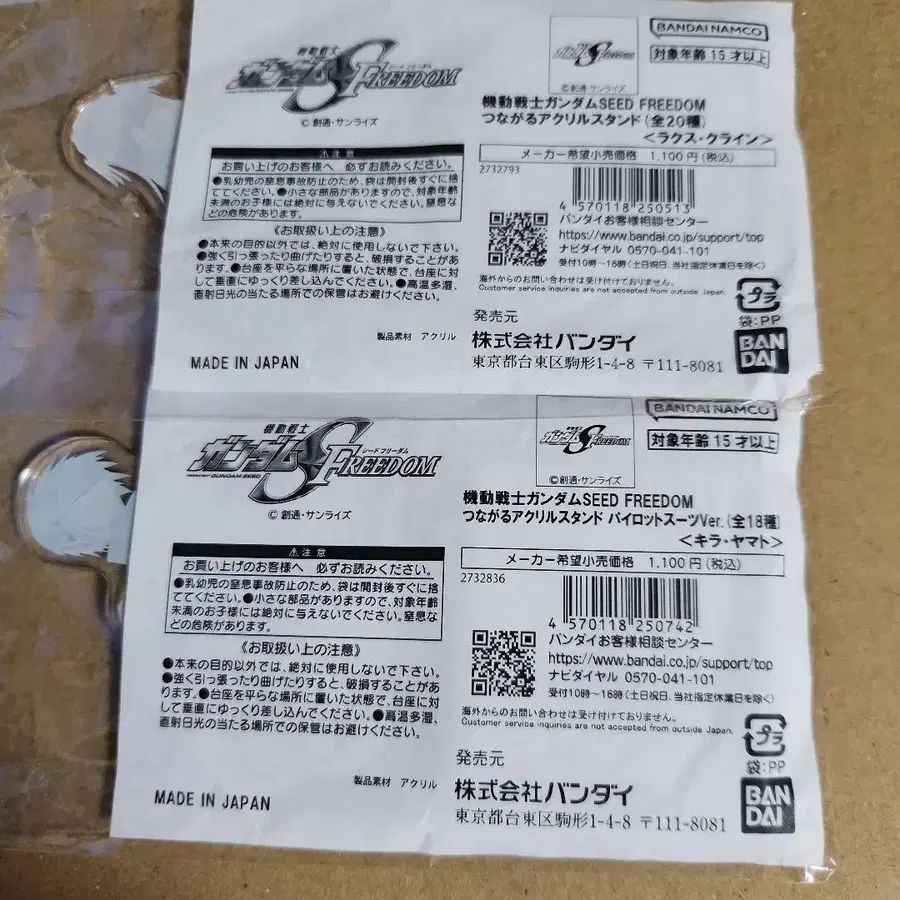 機動戦士
ガンダムSEED FREEDOM
シード フリーダム
© 創通・サンライズ
⚠注意
お買い上げのお客様へ 必ずお読みください。
●乳幼児の窒息事故防止のため、袋は開封後すぐに捨
ててください。●小さな部品がありますので、対象年齢
未満のお子様には絶対に与えないでください。窒息な
どの危険があります。
《お取扱い上の注意》
●本来の目的以外では、絶対に使用しないで下さい。
●強く引っ張ったり曲げたりすると、破損することがあ
ります。●台座を平らな場所に置いた状態で、台座に対
して垂直にゆっくり差し込んでください。●高温多湿、
直射日光の当たる場所での保管はお避けください。
製品素材 アクリル
MADE IN JAPAN
©創通・サンライズ
BANDAI NAMCO
対象年齢 15才以上
機動戦士ガンダムSEED FREEDOM
つながるアクリルスタンド(全20種)
<ラクス・クライン>
メーカー希望小売価格 1,100円(税込)
2732793
4 570118 250513
バンダイお客様相談センター
https://www.bandai.co.jp/support/top
ナビダイヤル 0570-041-101
受付10時~16時(土日祝日、当社指定休業日を除く)
海外からのお問い合わせは受け付けておりません。
Customer service inquiries are not accepted from outside Japan.
プラ
袋:PP
発売元
株式会社バンダイ
東京都台東区駒形1-4-8 〒111-8081
BAN
DAI
機動戦士
ガンダムSEED FREEDOM
シード フリーダム
MOBILE SUIT GUNDAM SEED
© 創通・サンライズ
⚠注意
お買い上げのお客様へ 必ずお読みください。
●乳幼児の窒息事故防止のため、袋は開封後すぐに捨
ててください。●小さな部品がありますので、対象年齢
未満のお子様には絶対に与えないでください。窒息な
どの危険があります。
《お取扱い上の注意》
●本来の目的以外では、絶対に使用しないで下さい。
●強く引っ張ったり曲げたりすると、破損することがあ
ります。●台座を平らな場所に置いた状態で、台座に対
して垂直にゆっくり差し込んでください。●高温多湿、
直射日光の当たる場所での保管はお避けください。
製品素材 アクリル
MADE IN JAPAN
©創通・サンライズ
BANDAI NAMCO
対象年齢 15才以上
機動戦士ガンダムSEED FREEDOM
つながるアクリルスタンド パイロットスーツVer.(全18種)
<キラ・ヤマト>
メーカー希望小売価格 1,100円(税込)
2732836
4 570118 250742
バンダイお客様相談センター
https://www.bandai.co.jp/support/top
ナビダイヤル 0570-041-101
受付10時~16時(土日祝日、当社指定休業日を除く)
海外からのお問い合わせは受け付けておりません。
Customer service inquiries are not accepted from outside Japan.
プラ
袋:PP
発売元
株式会社バンダイ
東京都台東区駒形1-4-8 〒111-8081
BAN
DAI